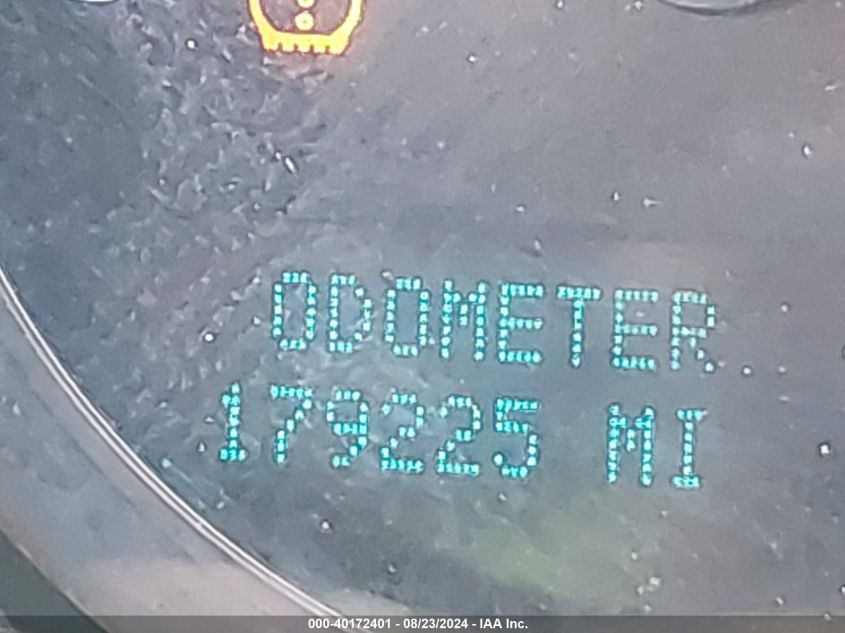 ODOMETER
179225 MI
000-40172401 - 08/23/2024 - IAA Inc.